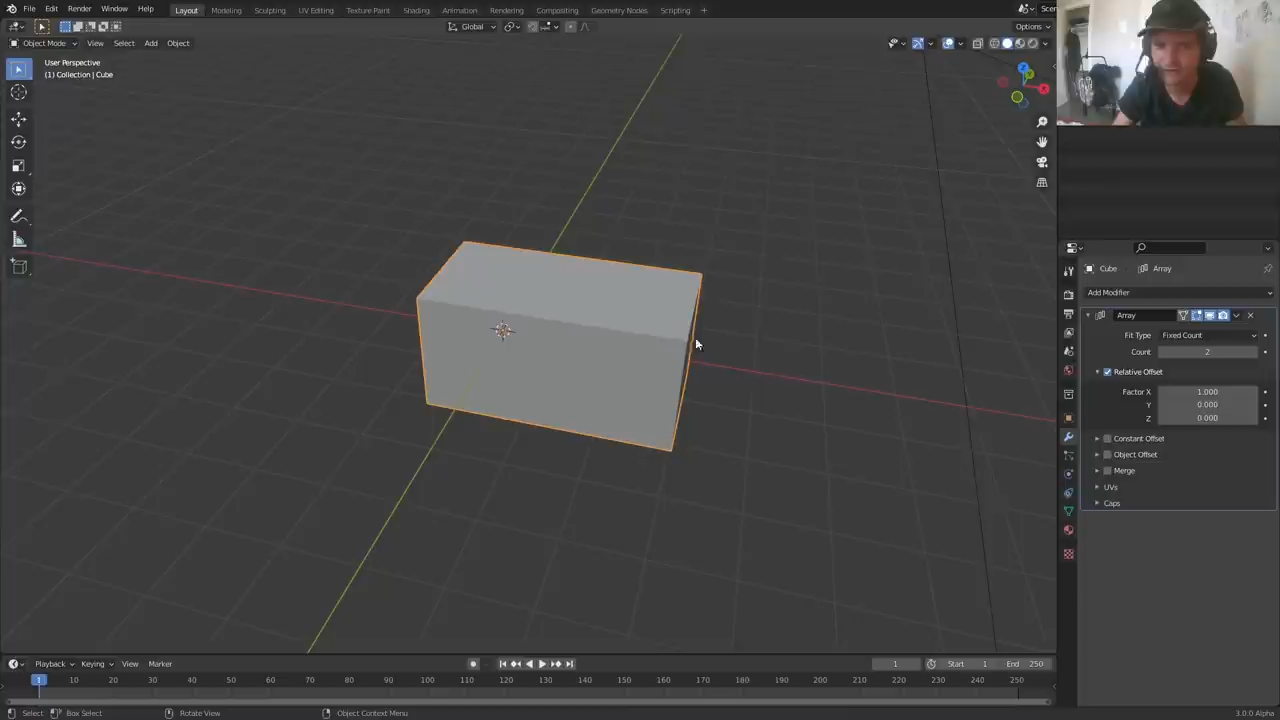 File Edit Render Window Help
Layout Modeling Sculpting UV Editing Texture Paint Shading Animation Rendering Compositing Geometry Nodes Scripting +
Scen
Global
Options
Object Mode View Select Add Object
User Perspective
(1) Collection | Cube
Z
X
Cube Array
Add Modifier
Array
Fit Type Fixed Count
Count 2
Relative Offset
Factor X 1.000
Y 0.000
Z 0.000
Constant Offset
Object Offset
Merge
UVs
Caps
Playback Keying View Marker
1 Start 1 End 250
1 10 20 30 40 50 60 70 80 90 100 110 120 130 140 150 160 170 180 190 200 210 220 230 240 250
Select Box Select Rotate View Object Context Menu
3.0.0 Alpha